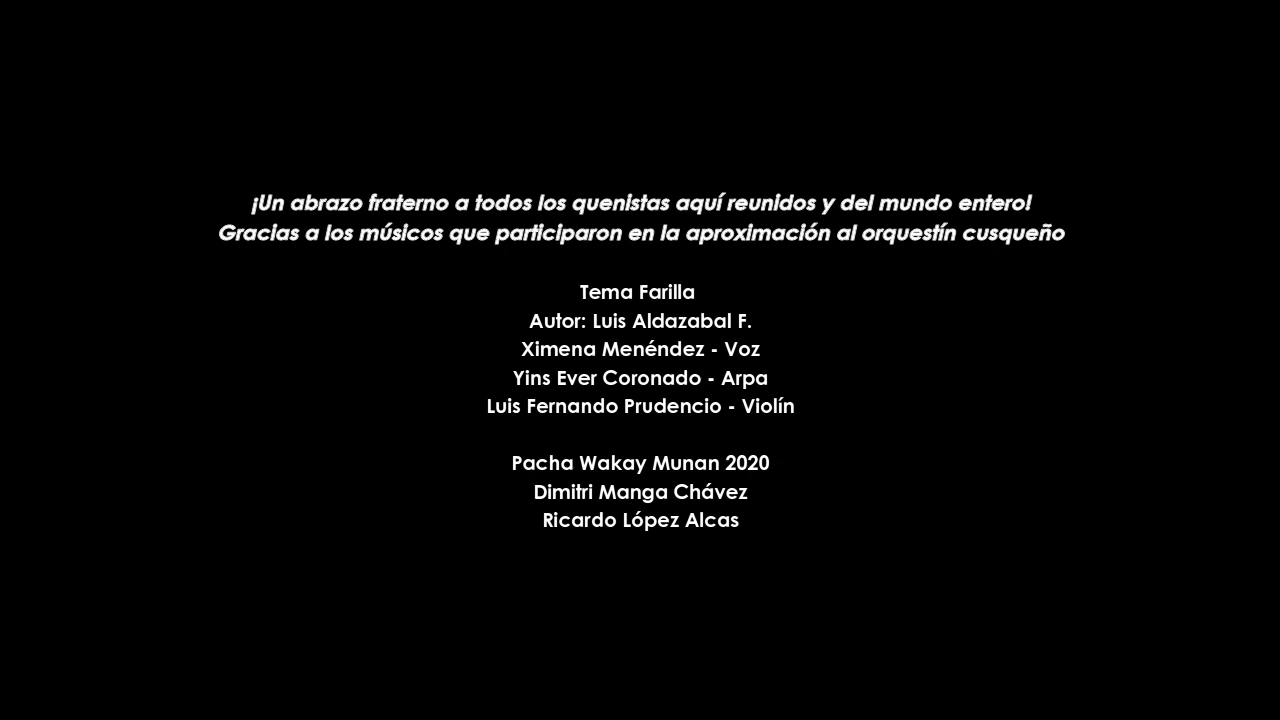 ¡Un abrazo fraterno a todos los quenistas aquí reunidos y del mundo entero!
Gracias a los músicos que participaron en la aproximación al orquestín cusqueño
Tema Farilla
Autor: Luis Aldazabal F.
Ximena Menéndez - Voz
Yins Ever Coronado - Arpa
Luis Fernando Prudencio - Violín
Pacha Wakay Munan 2020
Dimitri Manga Chávez
Ricardo López Alcas